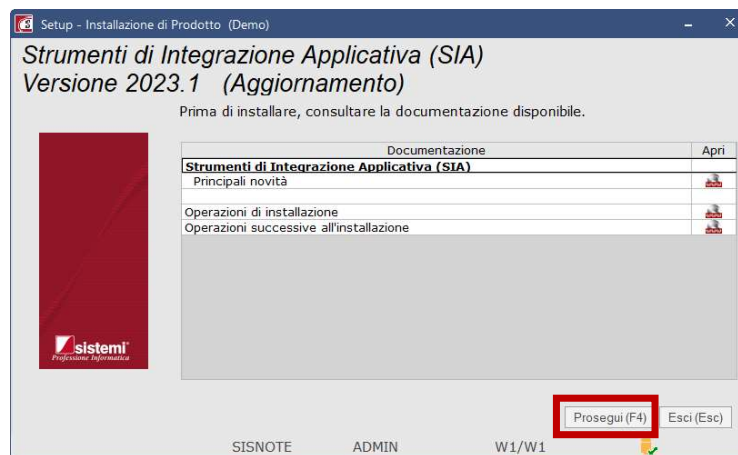 Setup - Installazione di Prodotto (Demo)
Strumenti di Integrazione Applicativa (SIA)
Versione 2023.1 (Aggiornamento)
Prima di installare, consultare la documentazione disponibile.
Documentazione Apri
Strumenti di Integrazione Applicativa (SIA)
Principali novità
Operazioni di installazione
Operazioni successive all'installazione
sistemi
Professione Informatica
Prosegui (F4) Esci (Esc)
SISNOTE ADMIN W1/W1